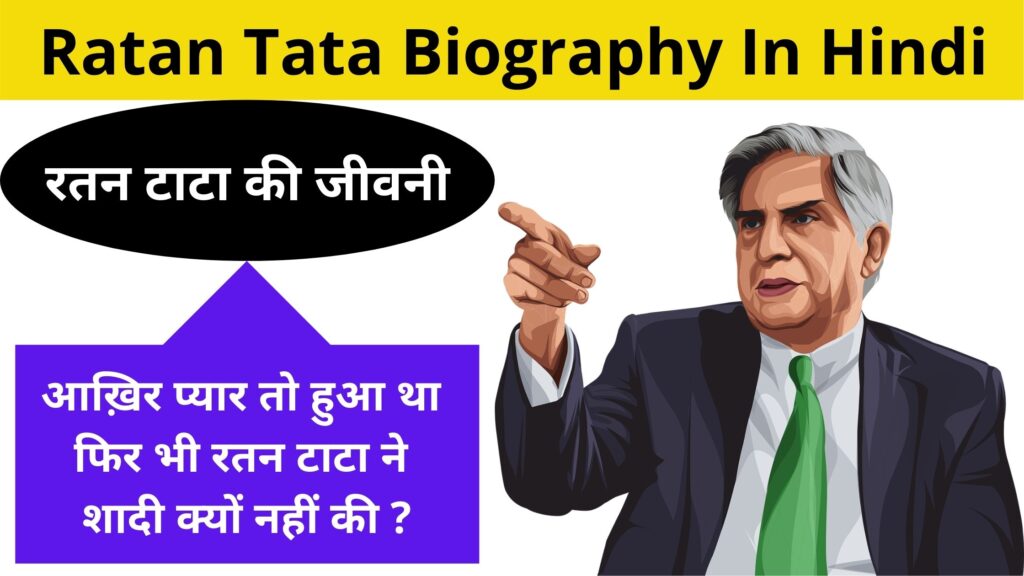 Ratan Tata Biography In Hindi
रतन टाटा की जीवनी
आख़िर प्यार तो हुआ था
फिर भी रतन टाटा ने
शादी क्यों नहीं की ?